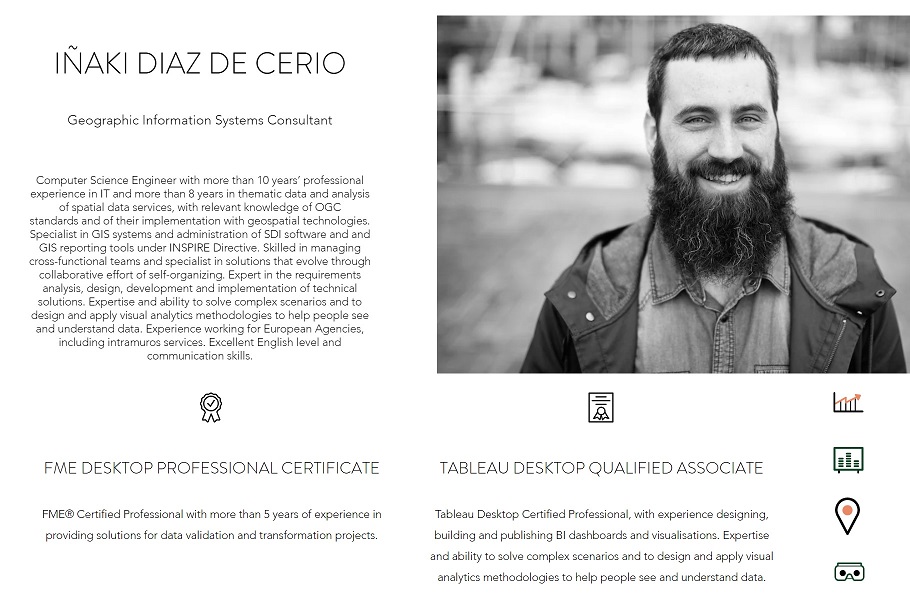 IÑAKI DIAZ DE CERIO
Geographic Information Systems Consultant
Computer Science Engineer with more than 10 years' professional
experience in IT and more than 8 years in thematic data and analysis
of spatial data services, with relevant knowledge of OGC
standards and of their implementation with geospatial technologies.
Specialist in GIS systems and administration of SDI software and and
GIS reporting tools under INSPIRE Directive. Skilled in managing
cross-functional teams and specialist in solutions that evolve through
collaborative effort of self-organizing. Expert in the requirements
analysis, design, development and implementation of technical
solutions. Expertise and ability to solve complex scenarios and to
design and apply visual analytics methodologies to help people see
and understand data. Experience working for European Agencies,
including intramuros services. Excellent English level and
communication skills.
FME DESKTOP PROFESSIONAL CERTIFICATE
FME® Certified Professional with more than 5 years of experience in
providing solutions for data validation and transformation projects.
TABLEAU DESKTOP QUALIFIED ASSOCIATE
Tableau Desktop Certified Professional, with experience designing,
building and publishing BI dashboards and visualisations. Expertise
and ability to solve complex scenarios and to design and apply visual
analytics methodologies to help people see and understand data.